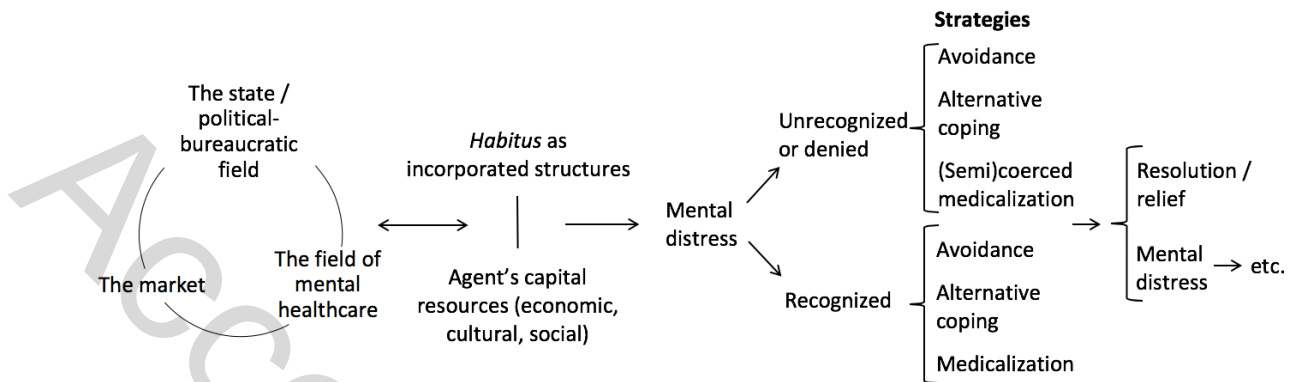 Strategies
The state /
political-
bureaucratic
field
The market
The field of
mental
healthcare
Habitus as
incorporated structures
Agent's capital
resources (economic,
cultural, social)
Mental
distress
Unrecognized
or denied
Avoidance
Alternative
coping
(Semi)coerced
medicalization
Recognized
Avoidance
Alternative
coping
Medicalization
Resolution /
relief
Mental
distress
etc.